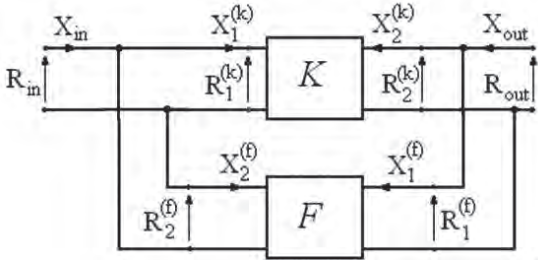 X_in X_1^(k) X_2^(k) X_out
R_in R_1^(k) K R_2^(k) R_out
X_2^(f) X_1^(f)
R_2^(f) F R_1^(f)